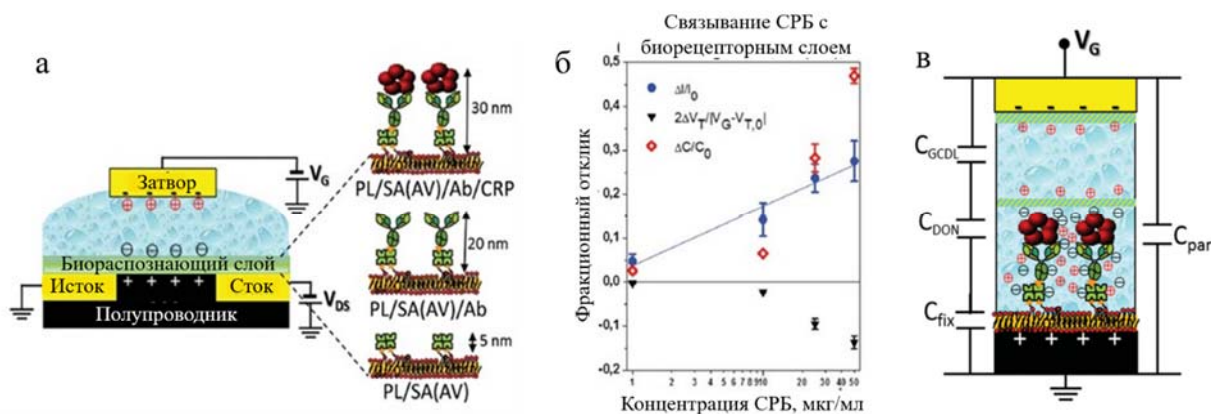 а
Затвор
V_G
Биораспознающий слой
Исток
Сток
V_DS
Полупроводник
30 nm
PL/SA(AV)/Ab/CRP
20 nm
PL/SA(AV)/Ab
5 nm
PL/SA(AV)
б
Связывание СРБ с
биорецепторным слоем
Фракционный отклик
0,5
0,4
0,3
0,2
0,1
0,0
-0,1
-0,2
ΔI/I₀
2ΔV_T/|V_G-V_T,0|
ΔC/C₀
1 2 3 4 5 6 7 8 9 10 20 30 40 50
Концентрация СРБ, мкг/мл
в
V_G
C_GCDL
C_DON
C_fix
C_par